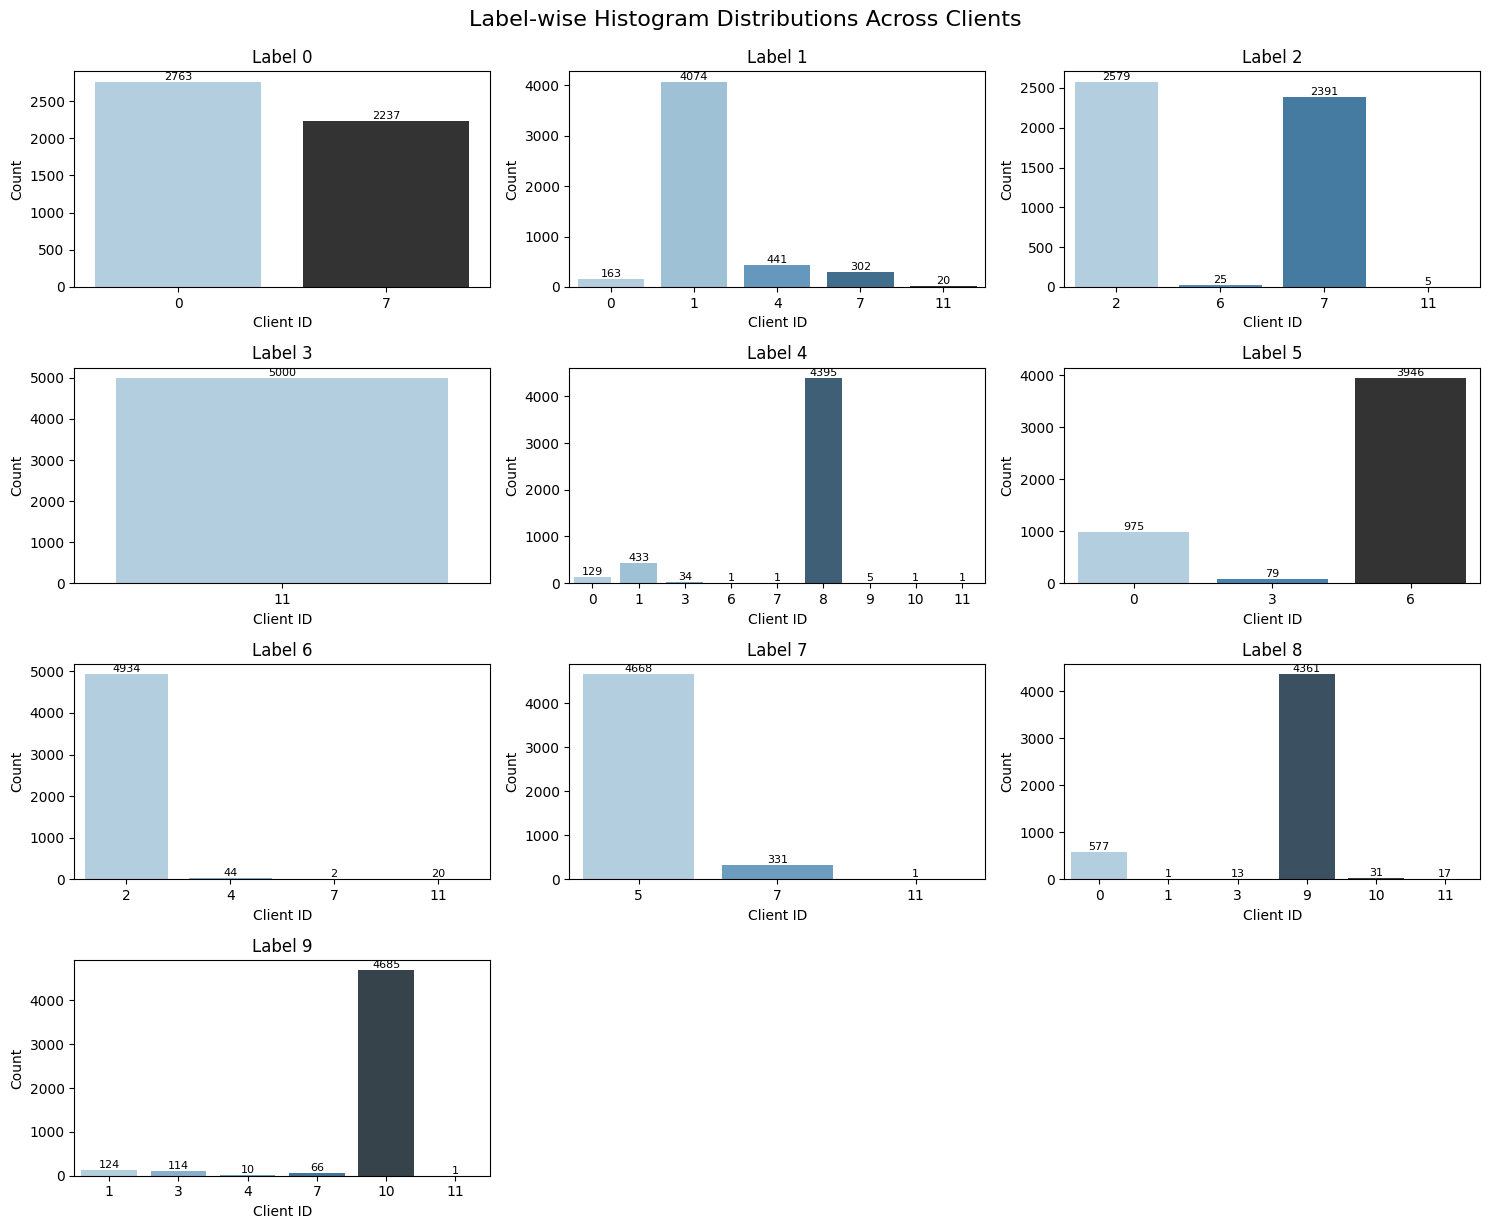 Label-wise Histogram Distributions Across Clients
Label 0
2763
2237
2500
2000
1500
1000
500
0
Count
0 7
Client ID
Label 1
163
4074
441
302
20
4000
3000
2000
1000
0
Count
0 1 4 7 11
Client ID
Label 2
2579
25
2391
5
2500
2000
1500
1000
500
0
Count
2 6 7 11
Client ID
Label 3
5000
5000
4000
3000
2000
1000
0
Count
11
Client ID
Label 4
129
433
34
1
1
4395
5
1
1
4000
3000
2000
1000
0
Count
0 1 3 6 7 8 9 10 11
Client ID
Label 5
975
79
3946
4000
3000
2000
1000
0
Count
0 3 6
Client ID
Label 6
4934
44
2
20
5000
4000
3000
2000
1000
0
Count
2 4 7 11
Client ID
Label 7
4668
331
1
4000
3000
2000
1000
0
Count
5 7 11
Client ID
Label 8
577
1
13
4361
31
17
4000
3000
2000
1000
0
Count
0 1 3 9 10 11
Client ID
Label 9
124
114
10
66
4685
1
4000
3000
2000
1000
0
Count
1 3 4 7 10 11
Client ID